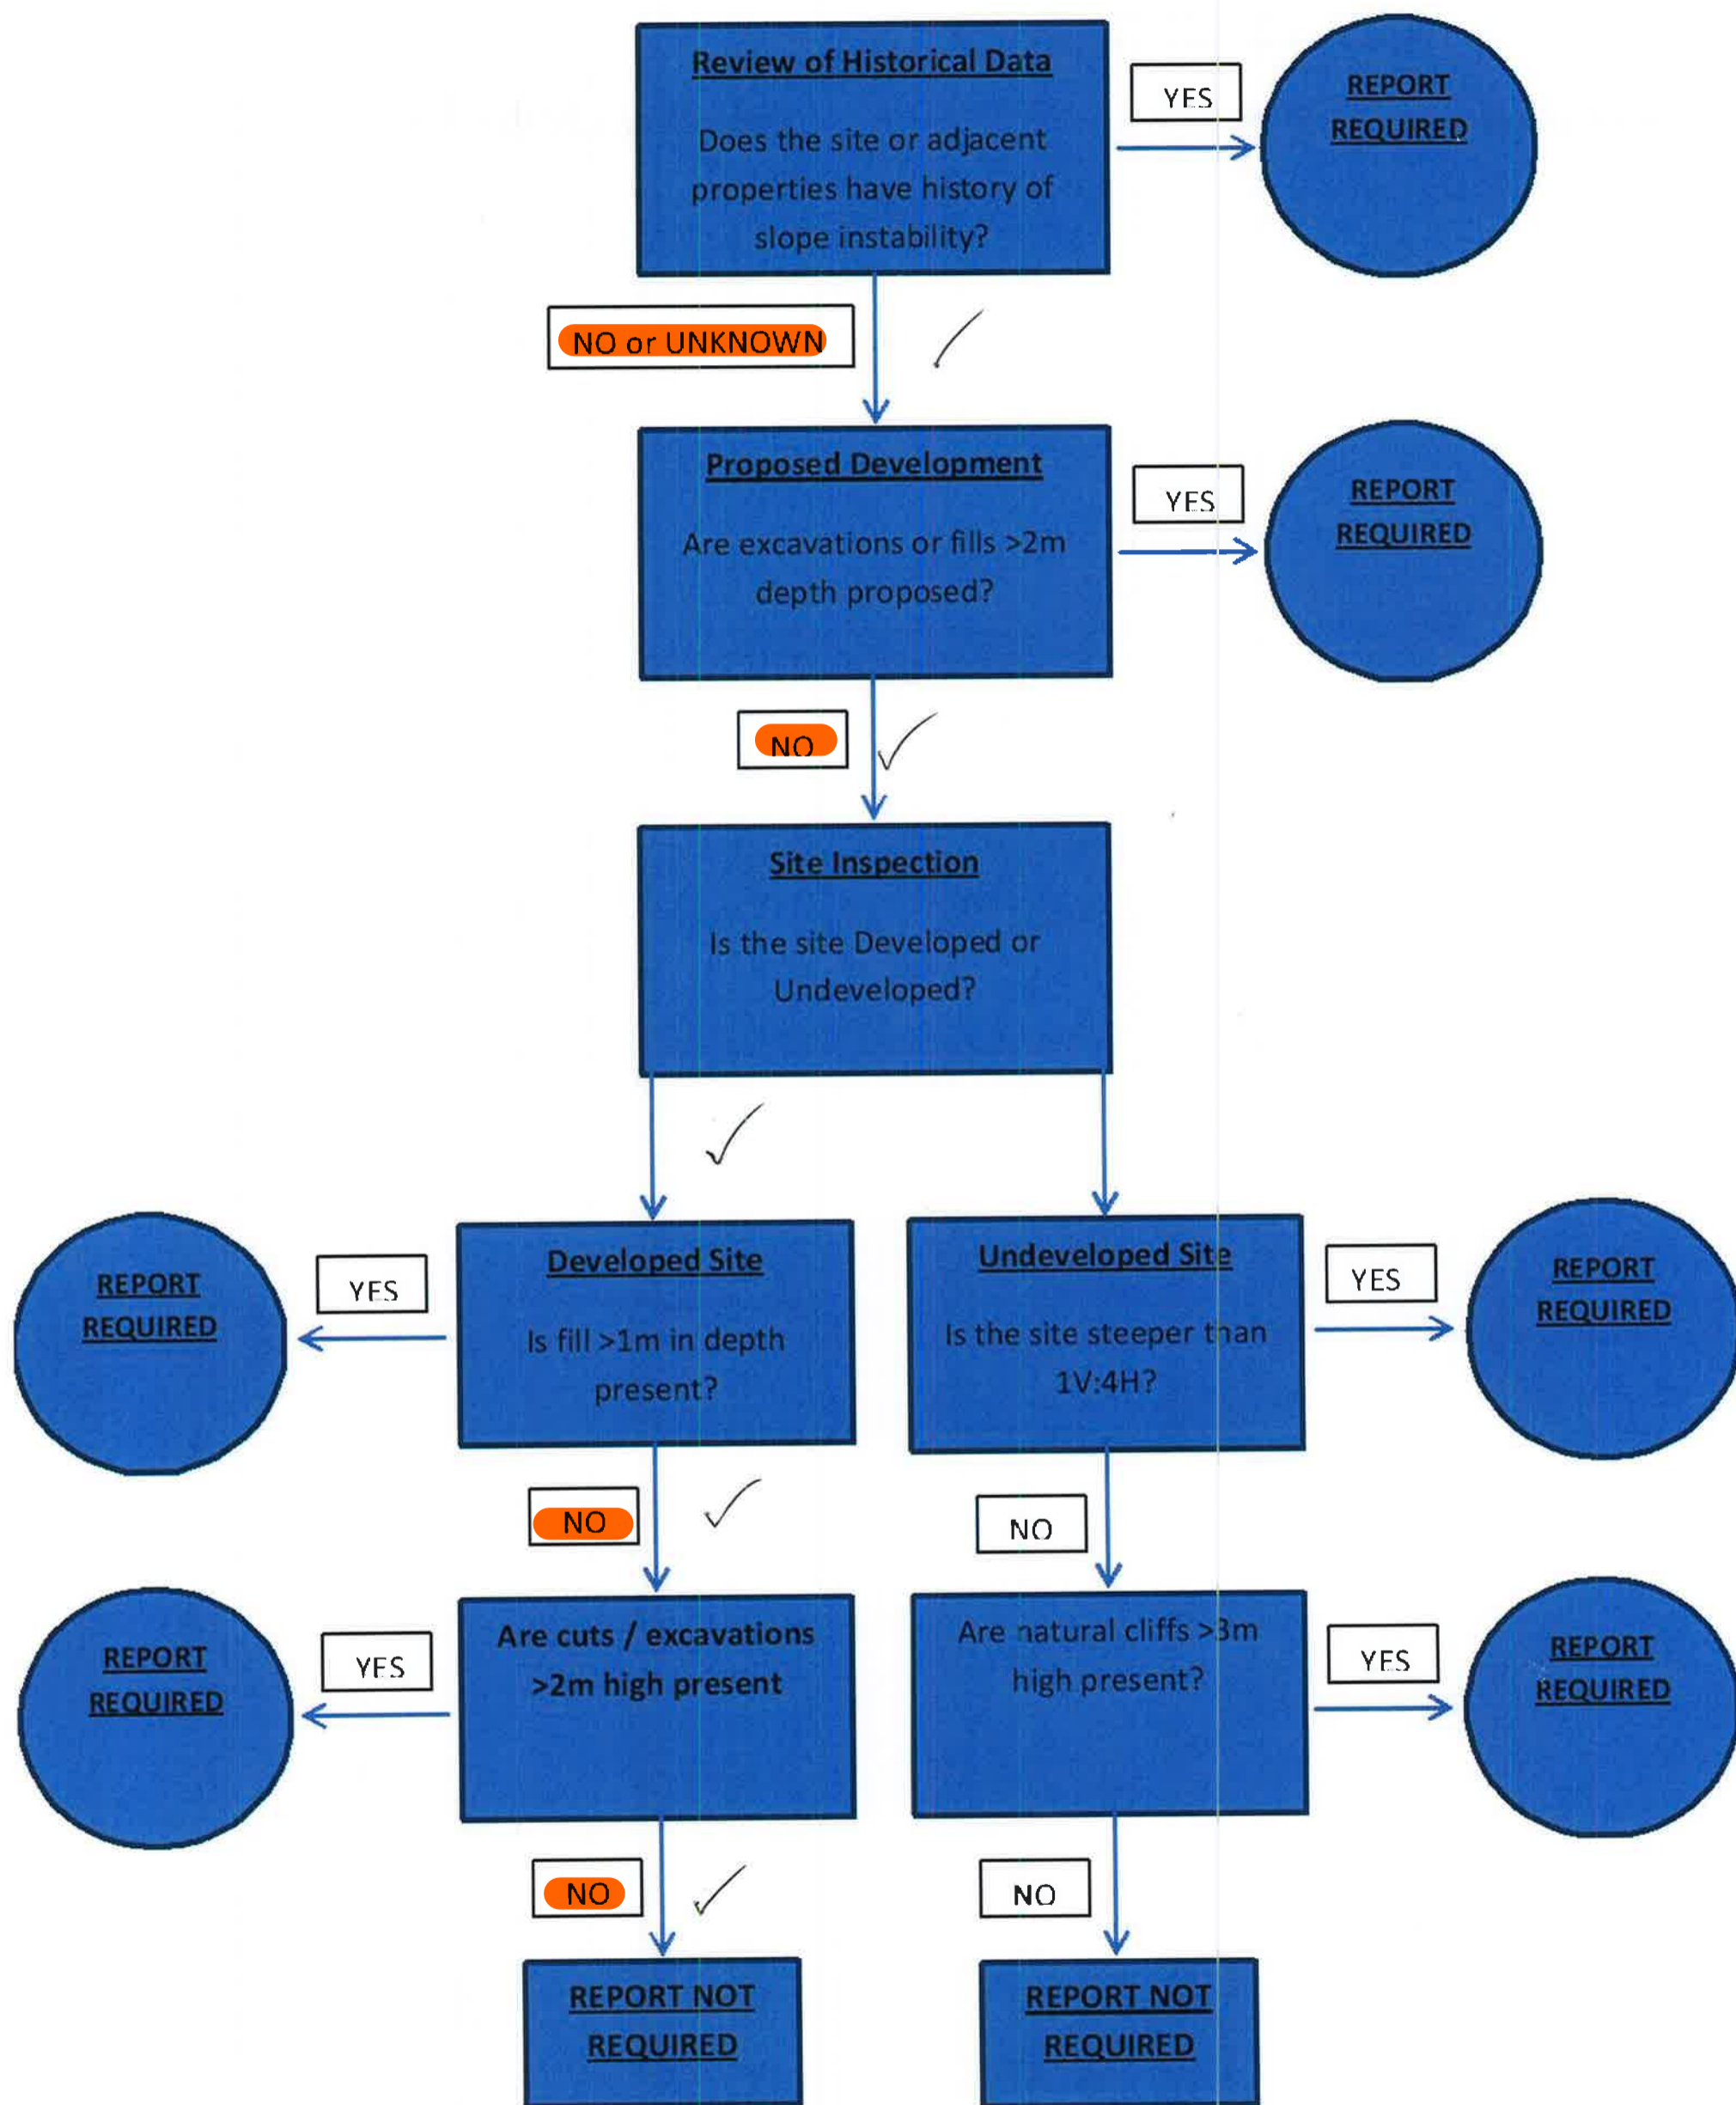 Review of Historical Data
Does the site or adjacent
properties have history of
slope instability?
YES
REPORT
REQUIRED
NO or UNKNOWN
Proposed Development
Are excavations or fills >2m
depth proposed?
YES
REPORT
REQUIRED
NO
Site Inspection
Is the site Developed or
Undeveloped?
REPORT
REQUIRED
YES
Developed Site
Is fill >1m in depth
present?
Undeveloped Site
Is the site steeper than
1V:4H?
YES
REPORT
REQUIRED
NO
NO
REPORT
REQUIRED
YES
Are cuts / excavations
>2m high present
Are natural cliffs >3m
high present?
YES
REPORT
REQUIRED
NO
NO
REPORT NOT
REQUIRED
REPORT NOT
REQUIRED